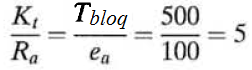 K_t/R_a = T_bloq/e_a = 500/100 = 5